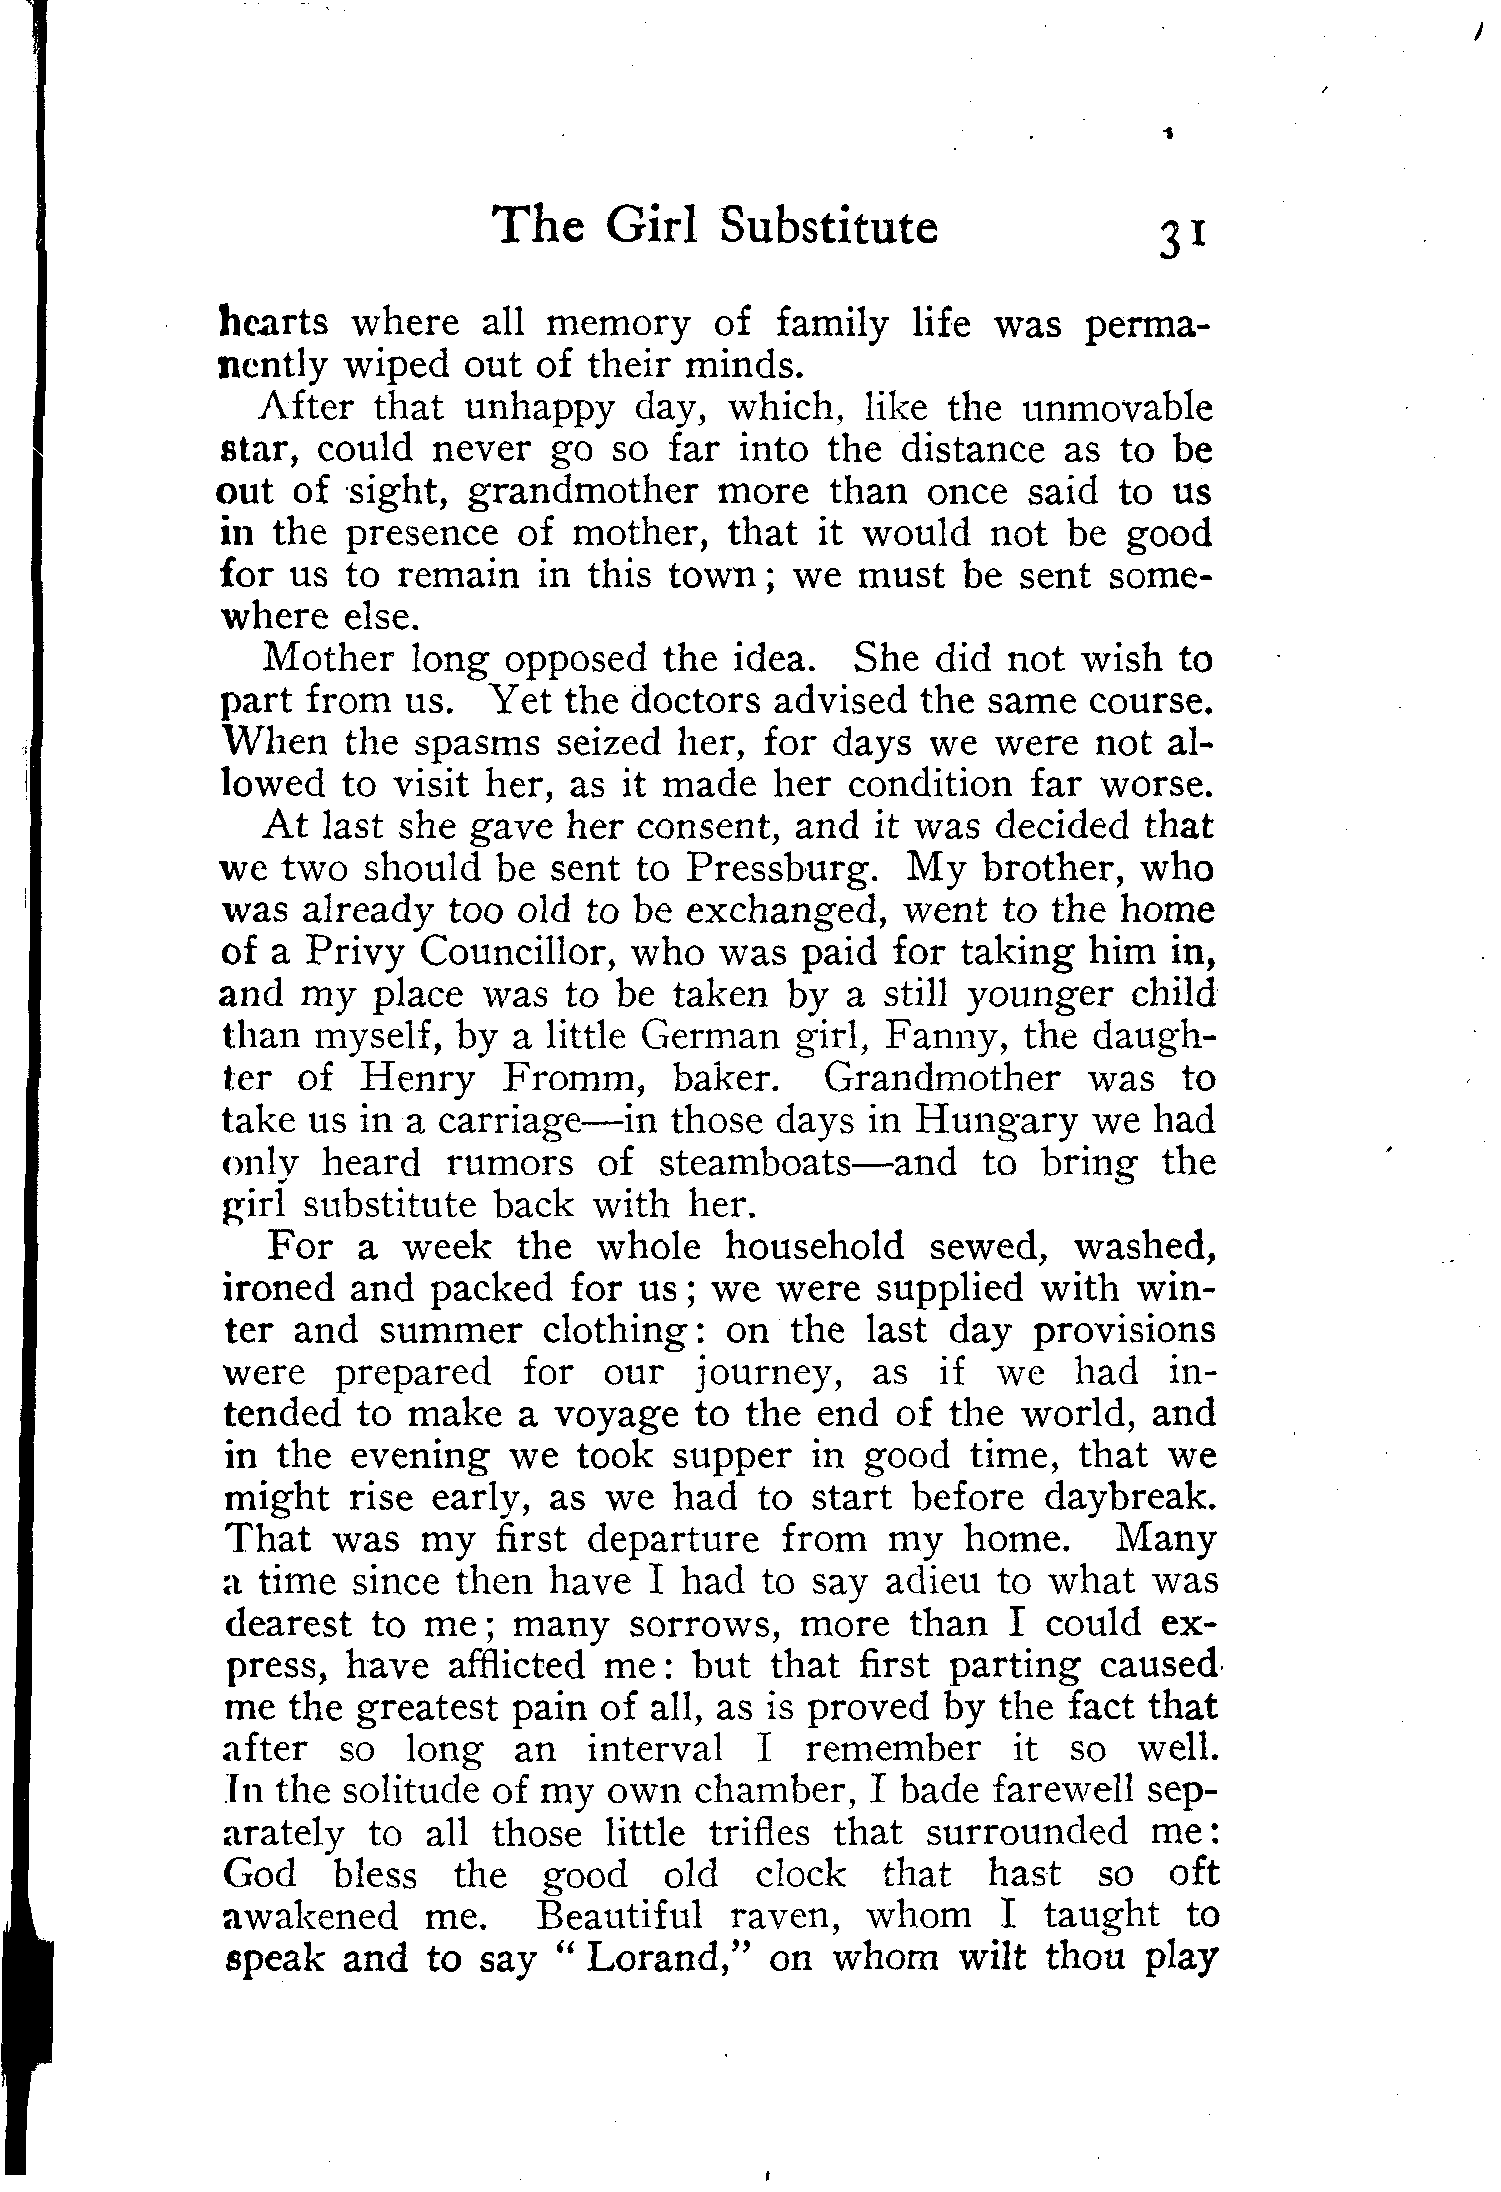 The Girl Substitute 31
hearts where all memory of family life was perma-
nently wiped out of their minds.
After that unhappy day, which, like the unmovable
star, could never go so far into the distance as to be
out of sight, grandmother more than once said to us
in the presence of mother, that it would not be good
for us to remain in this town; we must be sent some-
where else.
Mother long opposed the idea. She did not wish to
part from us. Yet the doctors advised the same course.
When the spasms seized her, for days we were not al-
lowed to visit her, as it made her condition far worse.
At last she gave her consent, and it was decided that
we two should be sent to Pressburg. My brother, who
was already too old to be exchanged, went to the home
of a Privy Councillor, who was paid for taking him in,
and my place was to be taken by a still younger child
than myself, by a little German girl, Fanny, the daugh-
ter of Henry Fromm, baker. Grandmother was to
take us in a carriage—in those days in Hungary we had
only heard rumors of steamboats—and to bring the
girl substitute back with her.
For a week the whole household sewed, washed,
ironed and packed for us; we were supplied with win-
ter and summer clothing: on the last day provisions
were prepared for our journey, as if we had in-
tended to make a voyage to the end of the world, and
in the evening we took supper in good time, that we
might rise early, as we had to start before daybreak.
That was my first departure from my home. Many
a time since then have I had to say adieu to what was
dearest to me; many sorrows, more than I could ex-
press, have afflicted me: but that first parting caused
me the greatest pain of all, as is proved by the fact that
after so long an interval I remember it so well.
In the solitude of my own chamber, I bade farewell sep-
arately to all those little trifles that surrounded me:
God bless the good old clock that hast so oft
awakened me. Beautiful raven, whom I taught to
speak and to say "Lorand," on whom wilt thou play